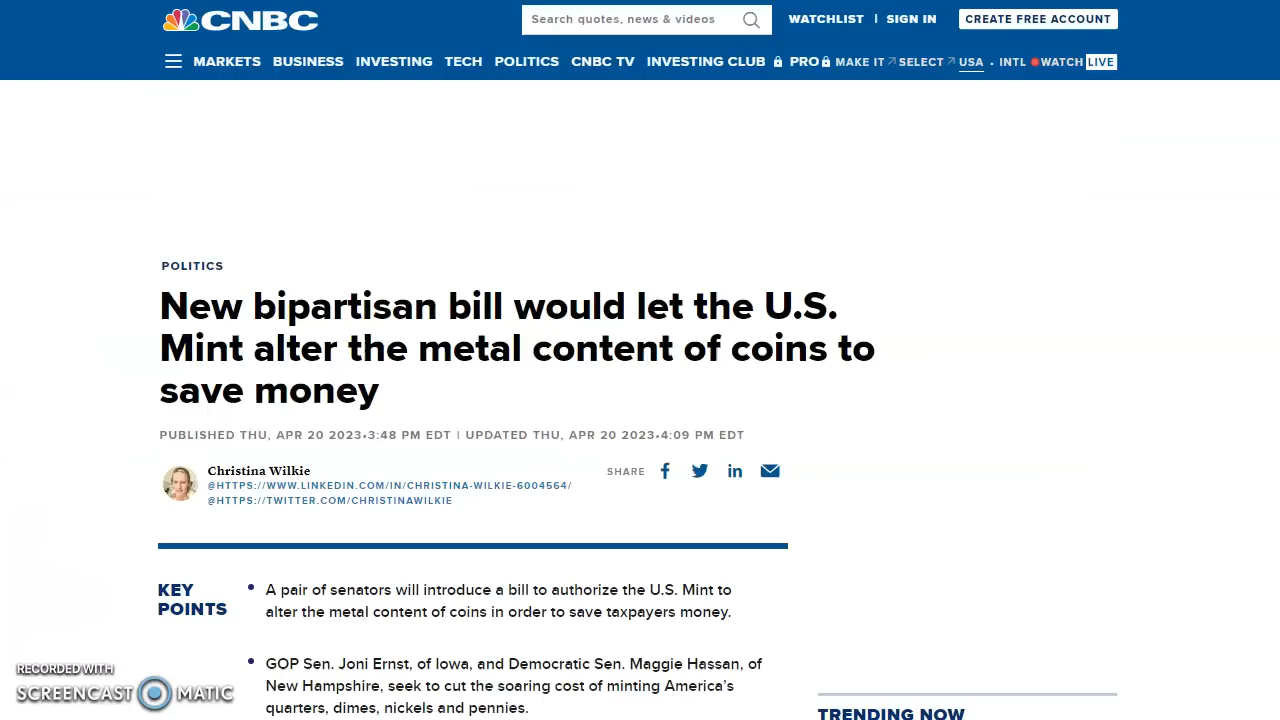 CNBC
Search quotes, news & videos
WATCHLIST | SIGN IN
CREATE FREE ACCOUNT
MARKETS BUSINESS INVESTING TECH POLITICS CNBC TV INVESTING CLUB PRO MAKE IT SELECT USA • INTL WATCH LIVE
POLITICS
New bipartisan bill would let the U.S.
Mint alter the metal content of coins to
save money
PUBLISHED THU, APR 20 2023•3:48 PM EDT | UPDATED THU, APR 20 2023•4:09 PM EDT
Christina Wilkie
@HTTPS://WWW.LINKEDIN.COM/IN/CHRISTINA-WILKIE-6004564/
@HTTPS://TWITTER.COM/CHRISTINAWILKIE
SHARE
KEY
POINTS
• A pair of senators will introduce a bill to authorize the U.S. Mint to
alter the metal content of coins in order to save taxpayers money.
• GOP Sen. Joni Ernst, of Iowa, and Democratic Sen. Maggie Hassan, of
New Hampshire, seek to cut the soaring cost of minting America's
quarters, dimes, nickels and pennies.
TRENDING NOW
RECORDED WITH
SCREENCAST MATIC